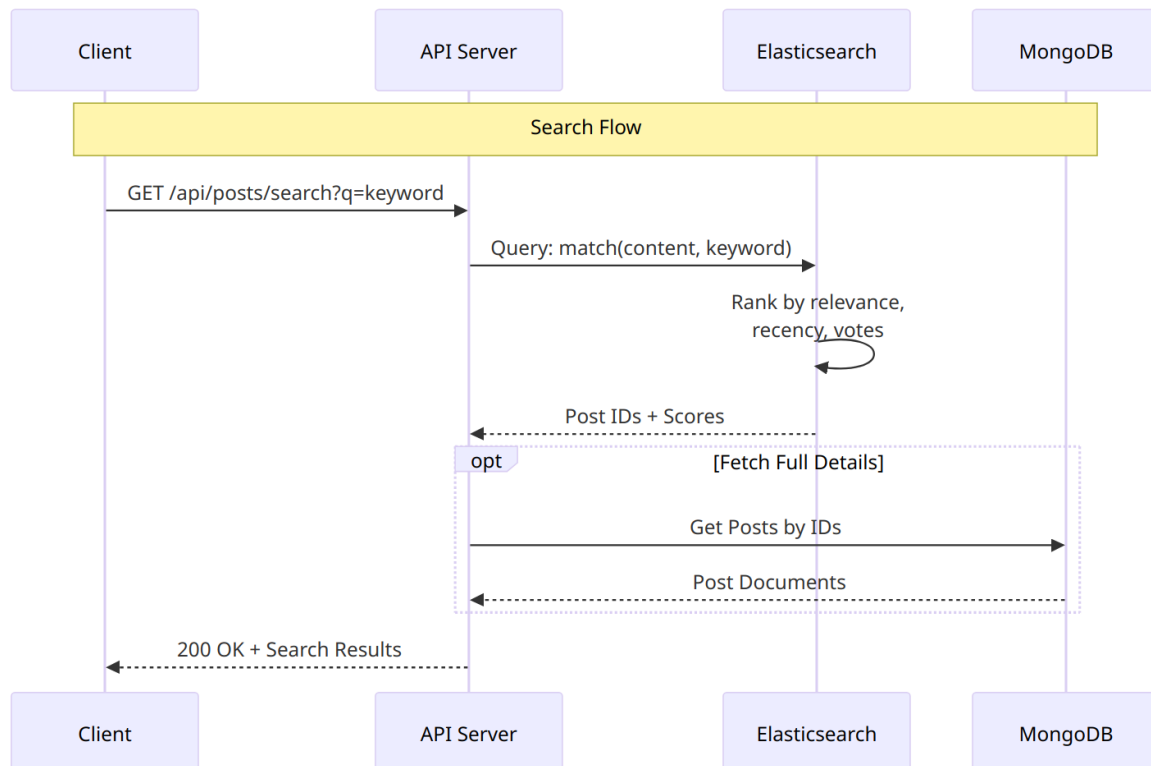 Client
API Server
Elasticsearch
MongoDB
Search Flow
GET /api/posts/search?q=keyword
Query: match(content, keyword)
Rank by relevance,
recency, votes
Post IDs + Scores
opt
[Fetch Full Details]
Get Posts by IDs
Post Documents
200 OK + Search Results
Client
API Server
Elasticsearch
MongoDB